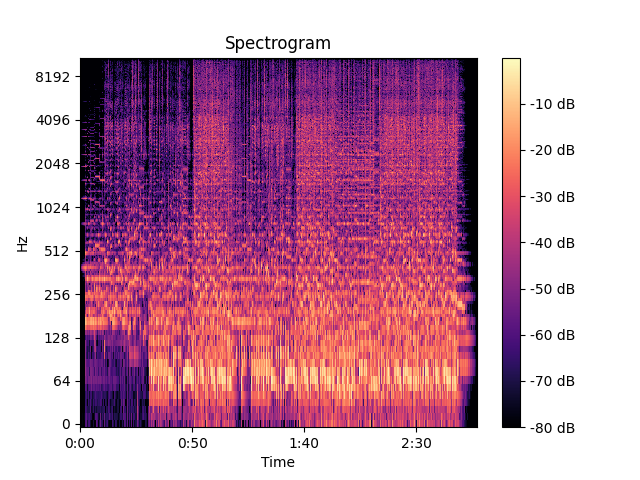 Spectrogram
8192
4096
2048
1024
512
256
128
64
0
Hz
0:00
0:50
1:40
2:30
Time
-10 dB
-20 dB
-30 dB
-40 dB
-50 dB
-60 dB
-70 dB
-80 dB